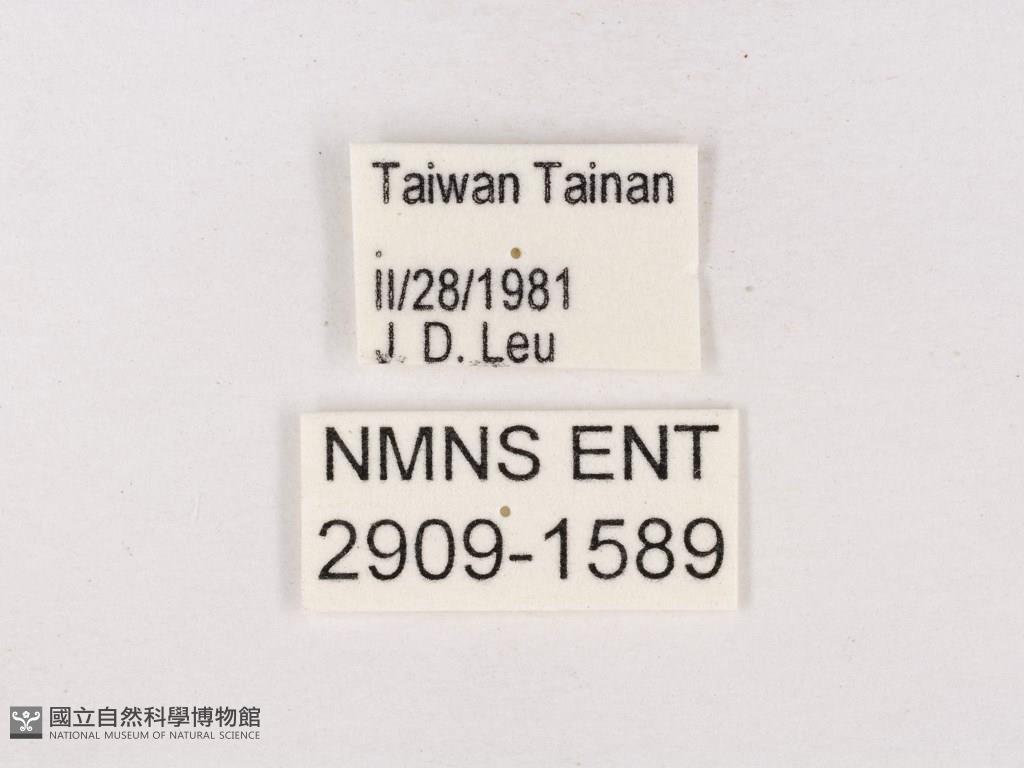 Taiwan Tainan
iI/28/1981
J. D. Leu
NMNS ENT
2909-1589
國立自然科學博物館
NATIONAL MUSEUM OF NATURAL SCIENCE